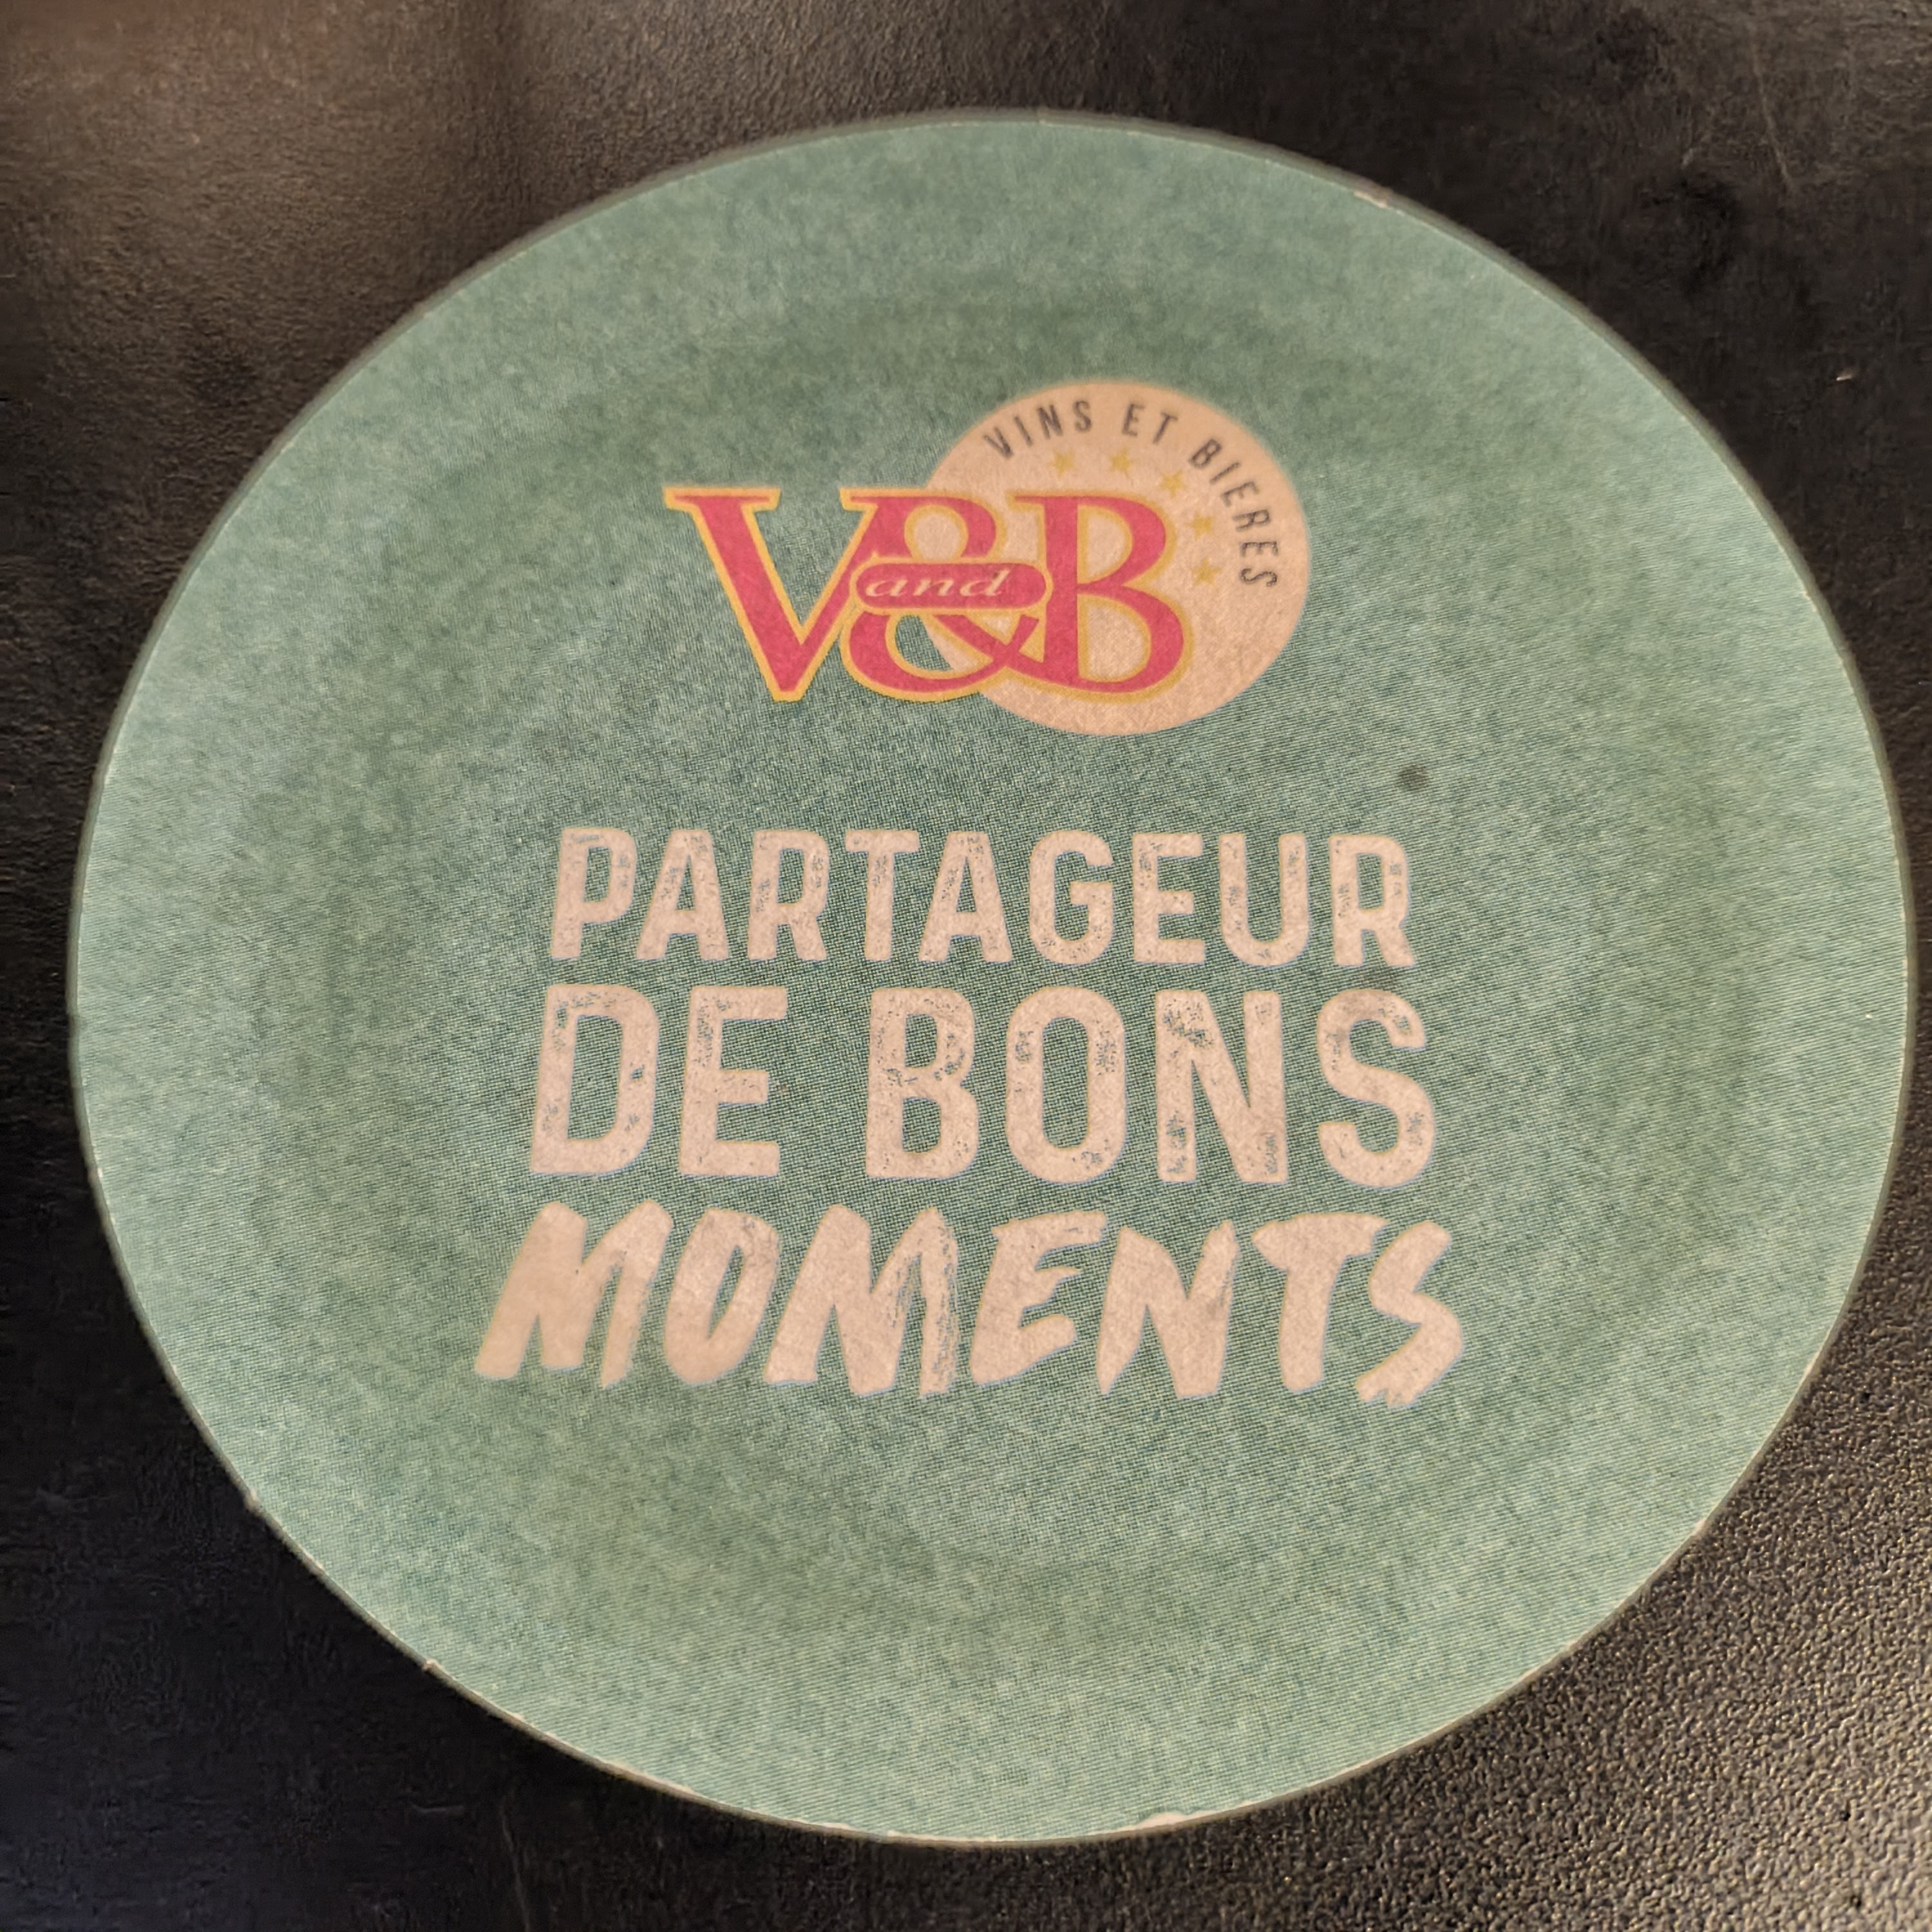 VINS ET BIERES
V&B
and
PARTAGEUR
DE BONS
MOMENTS